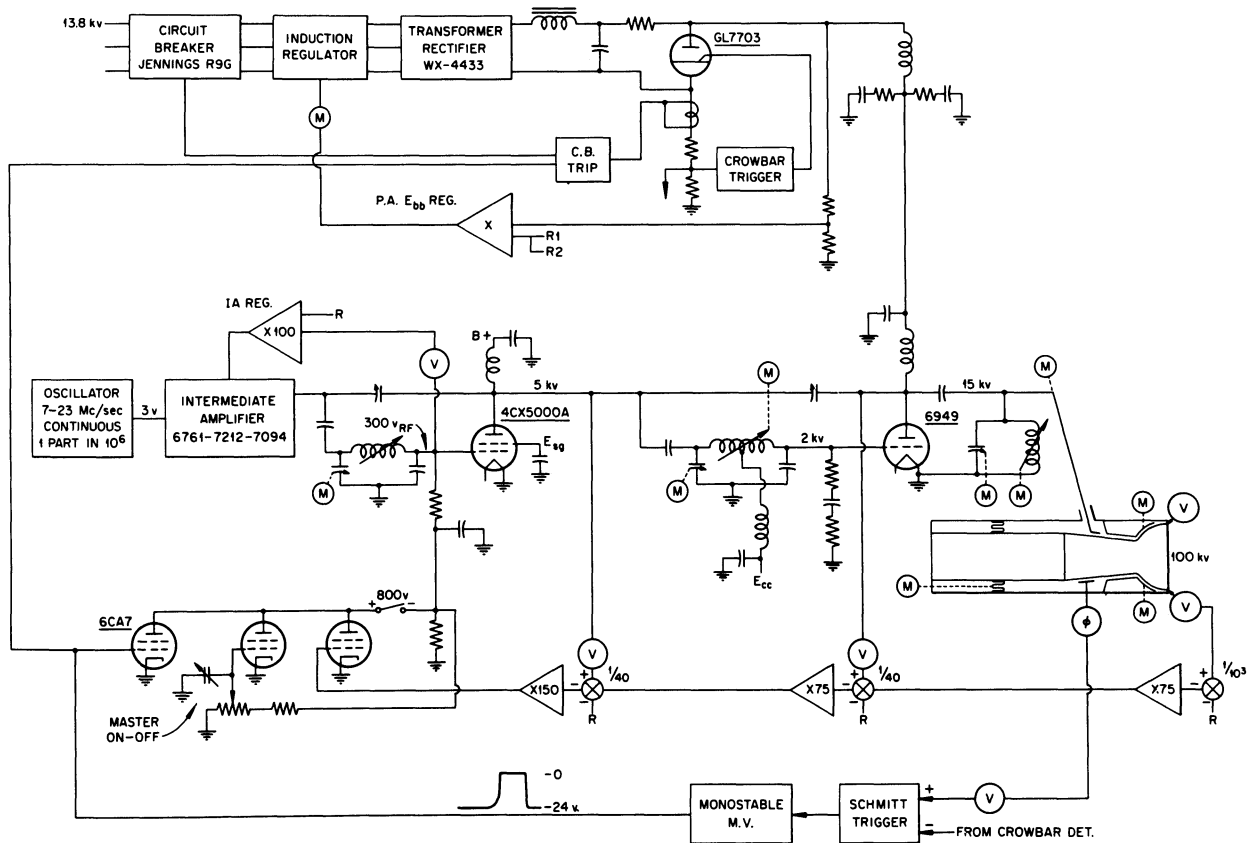 13.8 kv
CIRCUIT
BREAKER
JENNINGS R9G
INDUCTION
REGULATOR
TRANSFORMER
RECTIFIER
WX-4433
GL7703
M
C.B.
TRIP
CROWBAR
TRIGGER
P.A. Ebb REG.
X
R1
R2
IA REG.
X100
R
V
B+
OSCILLATOR
7-23 Mc/sec
CONTINUOUS
1 PART IN 10⁶
3 v
INTERMEDIATE
AMPLIFIER
6761-7212-7094
300 vRF
M
5 kv
4CX5000A
Esg
M
M
2 kv
Ecc
15 kv
6949
M
M
M
M
V
100 kv
M
M
V
ϕ
6CA7
800v
+
-
MASTER
ON-OFF
X150
V
+
-
-
1/40
R
X75
V
+
-
-
1/40
R
X75
+
-
-
1/10³
R
-0
-24 v.
MONOSTABLE
M.V.
SCHMITT
TRIGGER
+
V
-
FROM CROWBAR DET.